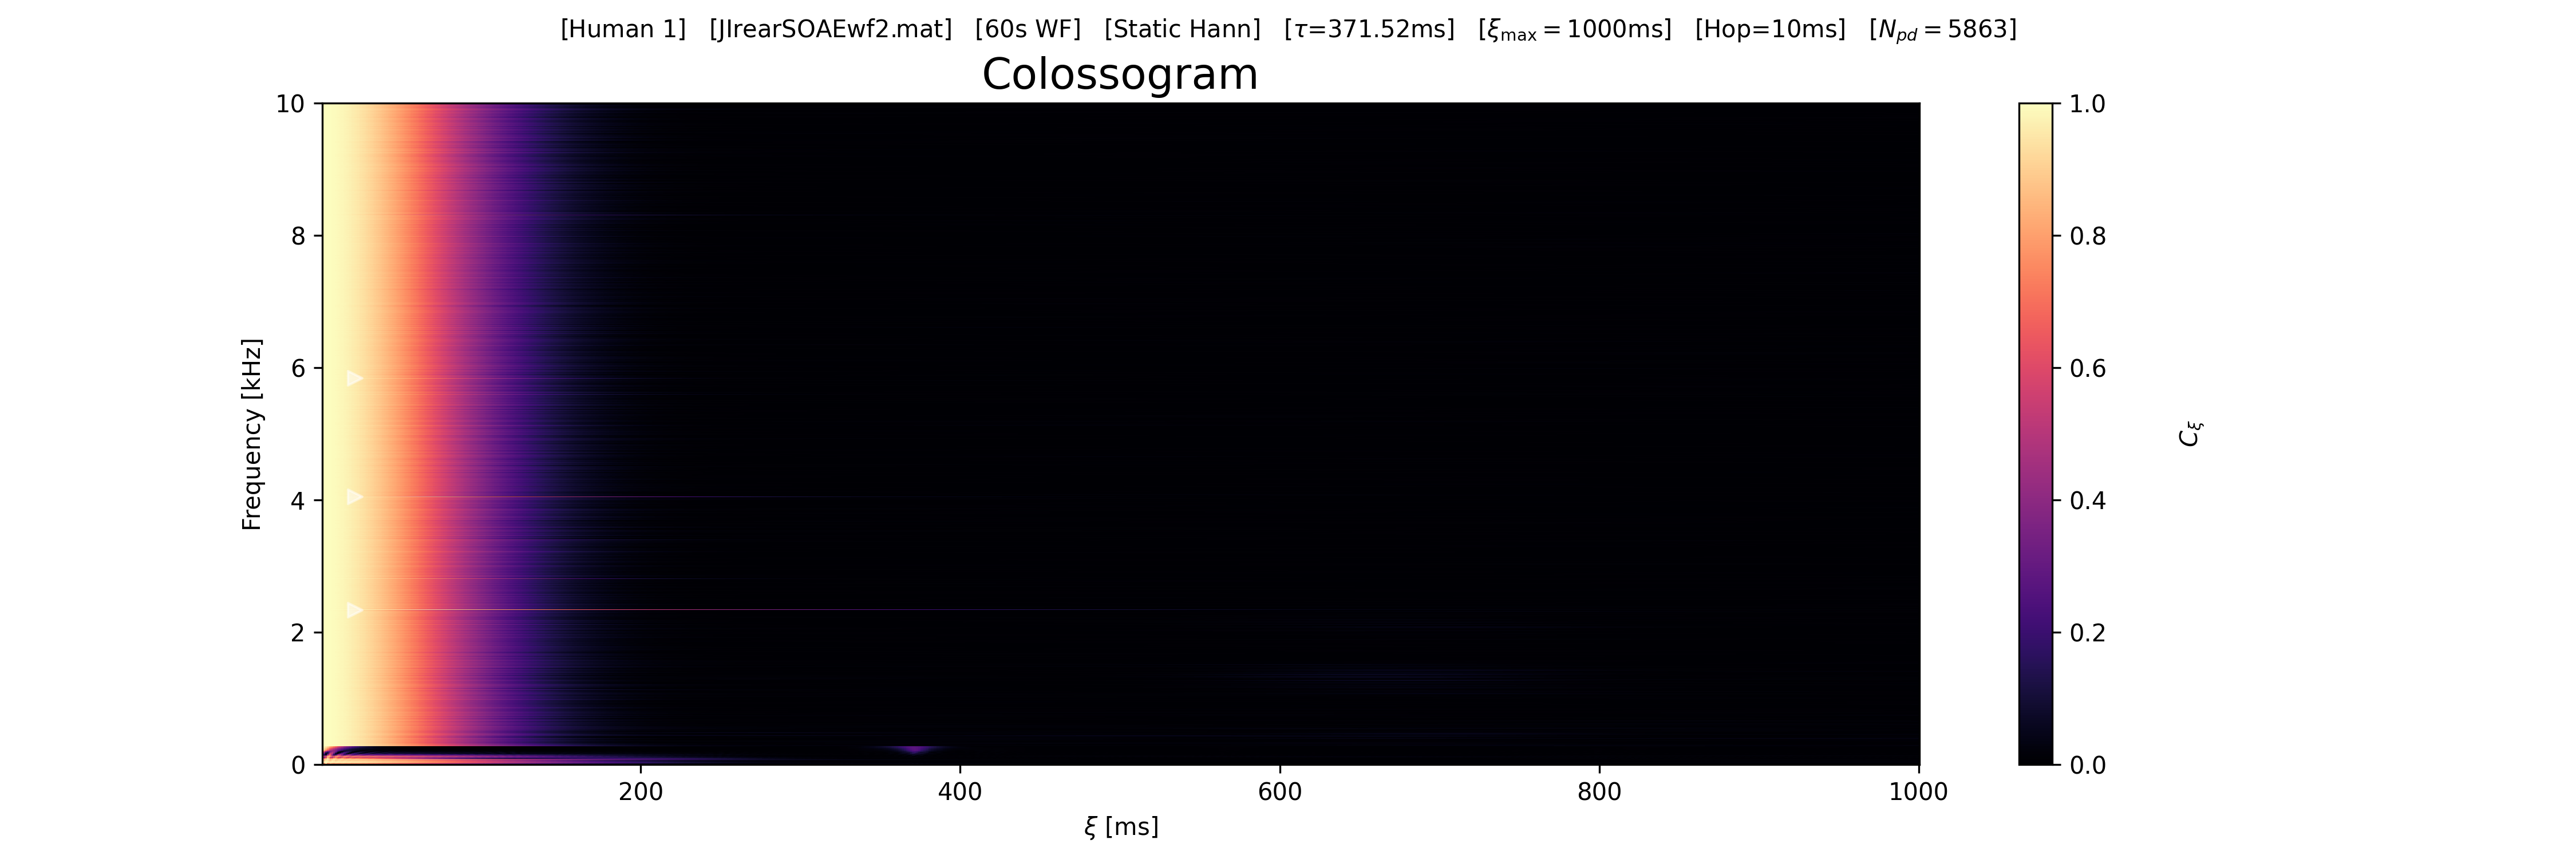 [Human 1] [JIrearSOAEwf2.mat] [60s WF] [Static Hann] [τ=371.52ms] [ξmax = 1000ms] [Hop=10ms] [Npd = 5863]
Colossogram
10
8
6
4
2
0
Frequency [kHz]
200 400 600 800 1000
ξ [ms]
1.0
0.8
0.6
0.4
0.2
0.0
Cξ